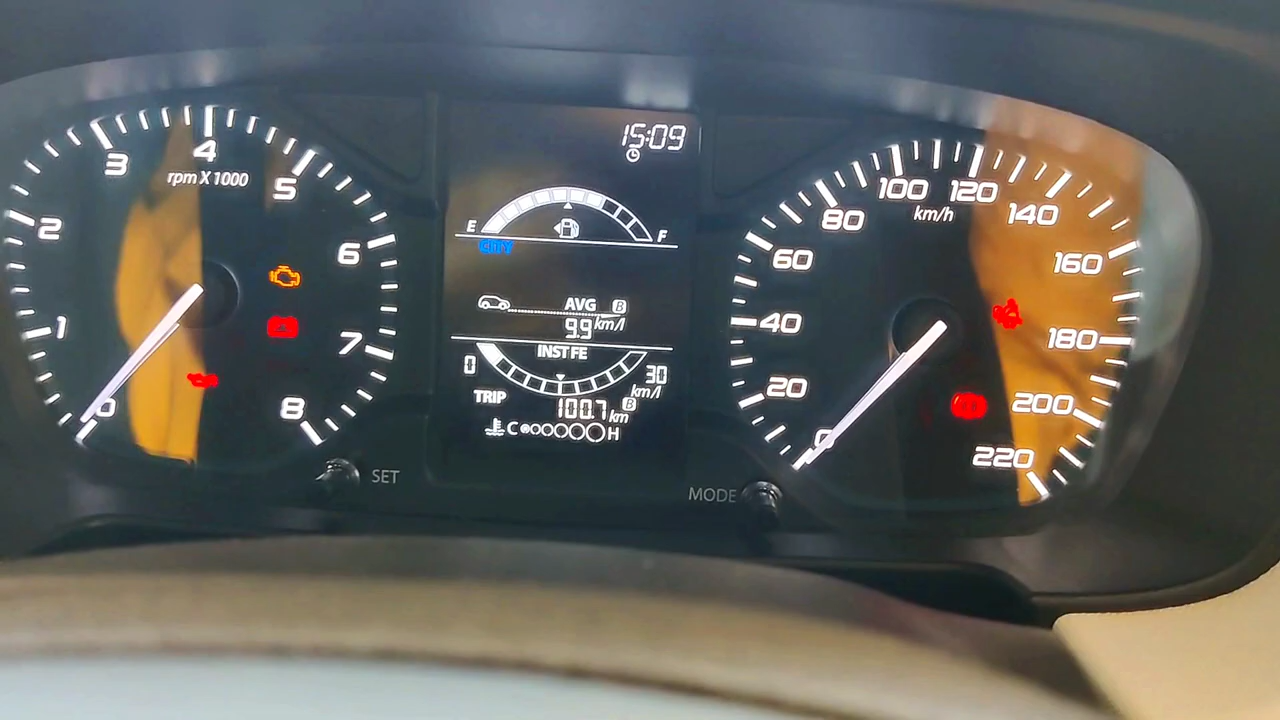 1
2
3
4
5
6
7
8
0
rpm X 1000
SET
15:09
E F
CITY
AVG B
9.9 km/l
INST FE
0 30
km/l
TRIP
100.7 km B
C H
MODE
0
20
40
60
80
100
120
140
160
180
200
220
km/h